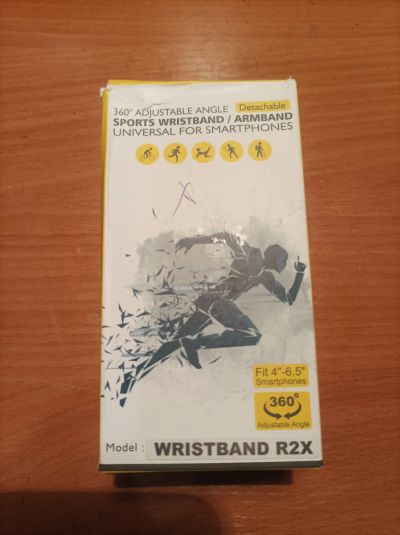 360° ADJUSTABLE ANGLE Detachable
SPORTS WRISTBAND / ARMBAND
UNIVERSAL FOR SMARTPHONES
Fit 4"-6.5"
Smartphones
360°
Adjustable Angle
Model : WRISTBAND R2X